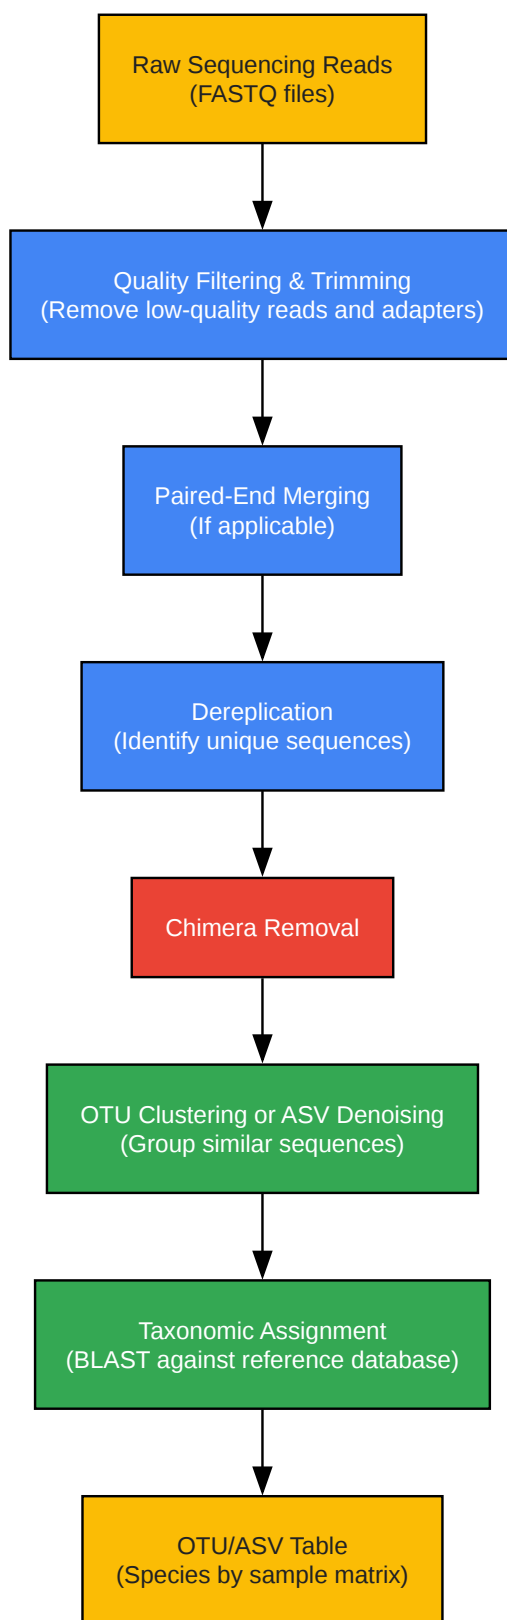 Raw Sequencing Reads
(FASTQ files)
Quality Filtering & Trimming
(Remove low-quality reads and adapters)
Paired-End Merging
(If applicable)
Dereplication
(Identify unique sequences)
Chimera Removal
OTU Clustering or ASV Denoising
(Group similar sequences)
Taxonomic Assignment
(BLAST against reference database)
OTU/ASV Table
(Species by sample matrix)